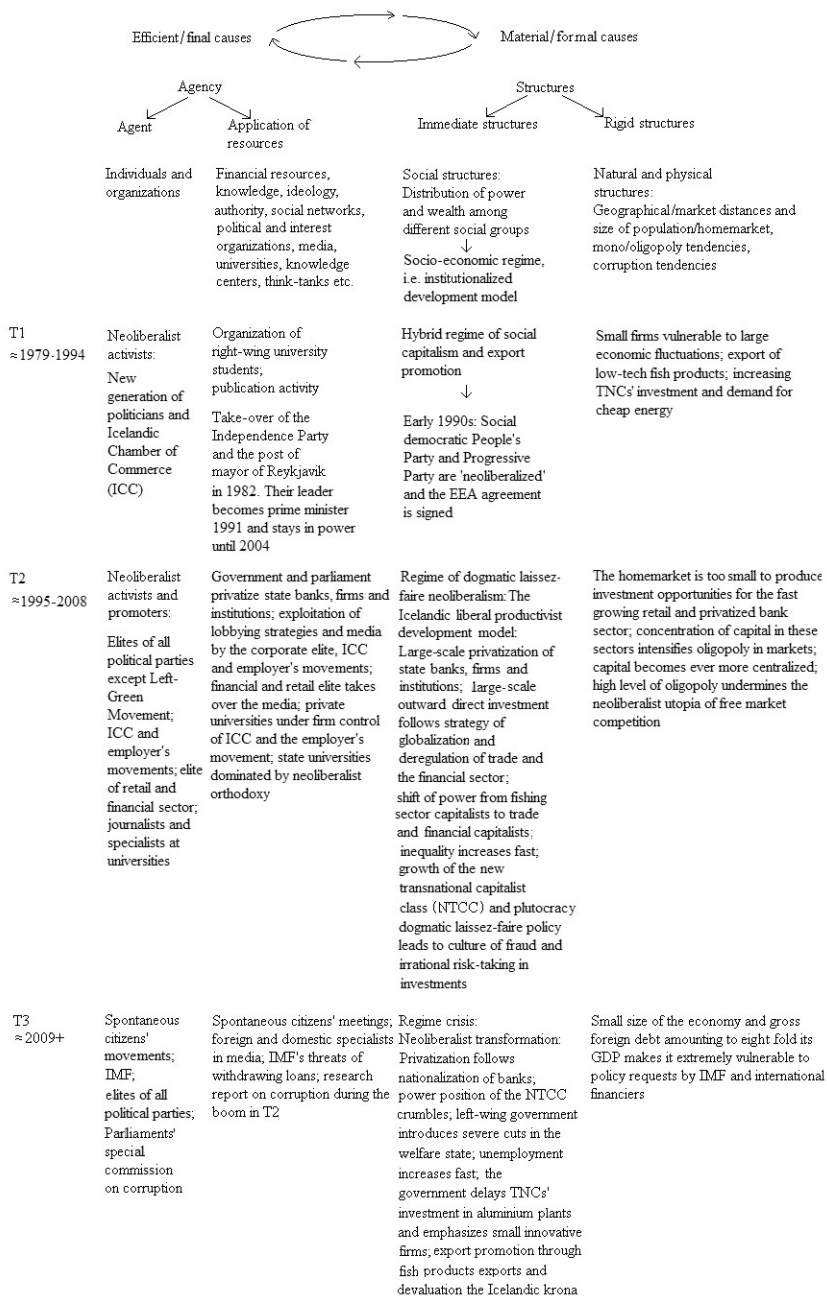 Efficient/final causes
Material/formal causes
Agency
Structures
Agent
Application of
resources
Immediate structures
Rigid structures
Individuals and
organizations
Financial resources,
knowledge, ideology,
authority, social networks,
political and interest
organizations, media,
universities, knowledge
centers, think-tanks etc.
Social structures:
Distribution of power
and wealth among
different social groups
Socio-economic regime,
i.e. institutionalized
development model
Natural and physical
structures:
Geographical/market distances and
size of population/homemarket,
mono/oligopoly tendencies,
corruption tendencies
T1
≈1979-1994
Neoliberalist
activists:
New
generation of
politicians and
Icelandic
Chamber of
Commerce
(ICC)
Organization of
right-wing university
students;
publication activity
Take-over of the
Independence Party
and the post of
mayor of Reykjavik
in 1982. Their leader
becomes prime minister
1991 and stays in power
until 2004
Hybrid regime of social
capitalism and export
promotion
Early 1990s: Social
democratic People's
Party and Progressive
Party are 'neoliberalized'
and the EEA agreement
is signed
Small firms vulnerable to large
economic fluctuations; export of
low-tech fish products; increasing
TNCs' investment and demand for
cheap energy
T2
≈1995-2008
Neoliberalist
activists and
promoters:
Elites of all
political parties
except Left-
Green
Movement;
ICC and
employer's
movements; elite
of retail and
financial sector;
journalists and
specialists at
universities
Government and parliament
privatize state banks, firms and
institutions; exploitation of
lobbying strategies and media
by the corporate elite, ICC
and employer's movements;
financial and retail elite takes
over the media; private
universities under firm control
of ICC and the employer's
movement; state universities
dominated by neoliberalist
orthodoxy
Regime of dogmatic laissez-
faire neoliberalism: The
Icelandic liberal productivist
development model:
Large-scale privatization of
state banks, firms and
institutions; large-scale
outward direct investment
follows strategy of
globalization and
deregulation of trade and
the financial sector;
shift of power from fishing
sector capitalists to trade
and financial capitalists;
inequality increases fast;
growth of the new
transnational capitalist
class (NTCC) and plutocracy
dogmatic laissez-faire policy
leads to culture of fraud and
irrational risk-taking in
investments
The homemarket is too small to produce
investment opportunities for the fast
growing retail and privatized bank
sector; concentration of capital in these
sectors intensifies oligopoly in markets;
capital becomes ever more centralized;
high level of oligopoly undermines the
neoliberalist utopia of free market
competition
T3
≈2009+
Spontaneous
citizens'
movements;
IMF;
elites of all
political parties;
Parliaments'
special
commission
on corruption
Spontaneous citizens' meetings;
foreign and domestic specialists
in media; IMF's threats of
withdrawing loans; research
report on corruption during the
boom in T2
Regime crisis:
Neoliberalist transformation:
Privatization follows
nationalization of banks;
power position of the NTCC
crumbles; left-wing government
introduces severe cuts in the
welfare state; unemployment
increases fast; the
government delays TNCs'
investment in aluminium plants
and emphasizes small innovative
firms; export promotion through
fish products exports and
devaluation the Icelandic krona
Small size of the economy and gross
foreign debt amounting to eight fold its
GDP makes it extremely vulnerable to
policy requests by IMF and international
financiers